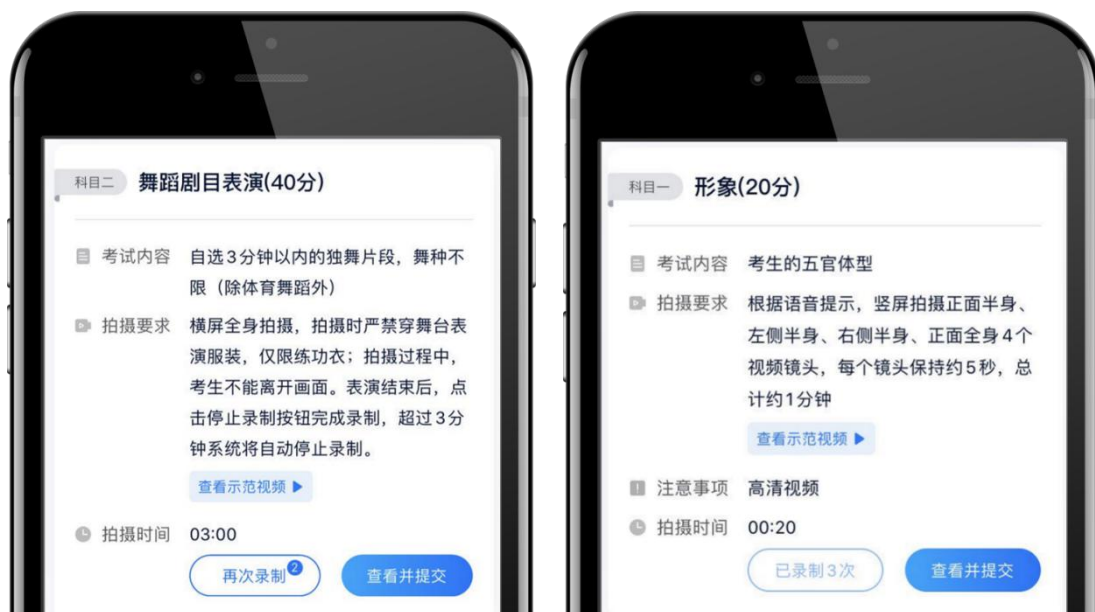 科目二 舞蹈剧目表演(40分)
考试内容 自选3分钟以内的独舞片段，舞种不
限（除体育舞蹈外）
拍摄要求 横屏全身拍摄，拍摄时严禁穿舞台表
演服装，仅限练功衣；拍摄过程中，
考生不能离开画面。表演结束后，点
击停止录制按钮完成录制，超过3分
钟系统将自动停止录制。
查看示范视频
拍摄时间 03:00
再次录制 2 查看并提交
科目一 形象(20分)
考试内容 考生的五官体型
拍摄要求 根据语音提示，竖屏拍摄正面半身、
左侧半身、右侧半身、正面全身4个
视频镜头，每个镜头保持约5秒，总
计约1分钟
查看示范视频
注意事项 高清视频
拍摄时间 00:20
已录制3次 查看并提交